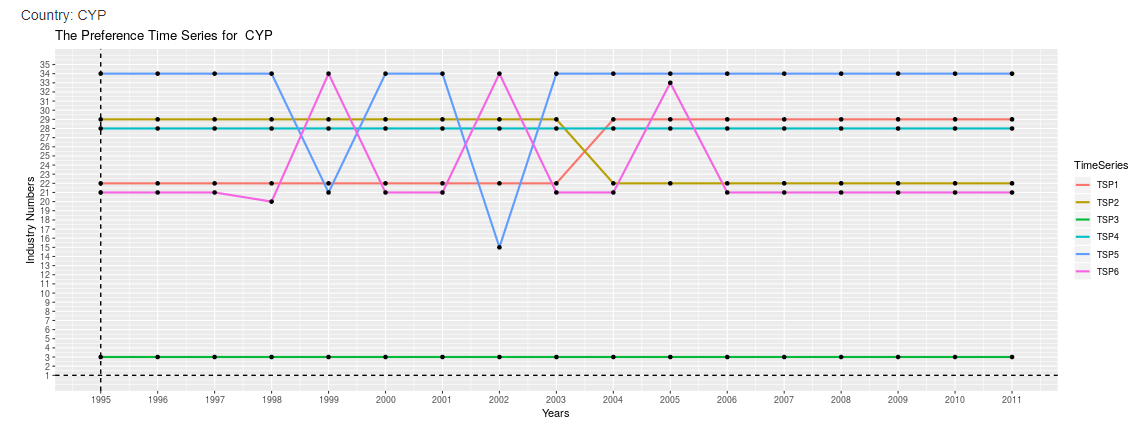 Country: CYP
The Preference Time Series for  CYP
35
34
33
32
31
30
29
28
27
26
25
24
23
22
21
20
19
18
17
16
15
14
13
12
11
10
9
8
7
6
5
4
3
2
1
Industry Numbers
1995 1996 1997 1998 1999 2000 2001 2002 2003 2004 2005 2006 2007 2008 2009 2010 2011
Years
TimeSeries
TSP1
TSP2
TSP3
TSP4
TSP5
TSP6